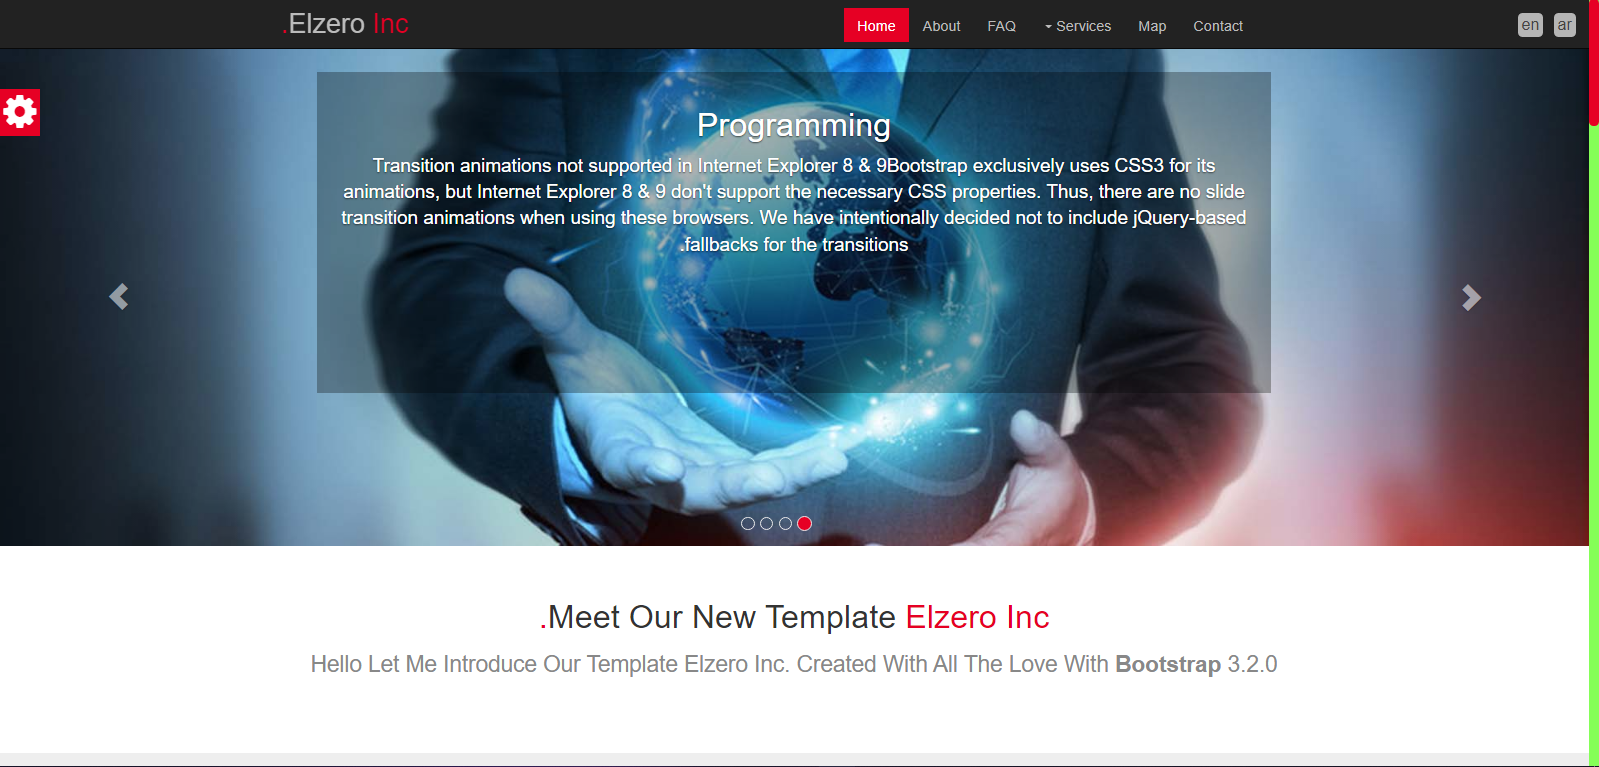 .Elzero Inc
Home About FAQ Services Map Contact
en ar
Programming
Transition animations not supported in Internet Explorer 8 & 9Bootstrap exclusively uses CSS3 for its
animations, but Internet Explorer 8 & 9 don't support the necessary CSS properties. Thus, there are no slide
transition animations when using these browsers. We have intentionally decided not to include jQuery-based
.fallbacks for the transitions
.Meet Our New Template Elzero Inc
Hello Let Me Introduce Our Template Elzero Inc. Created With All The Love With Bootstrap 3.2.0